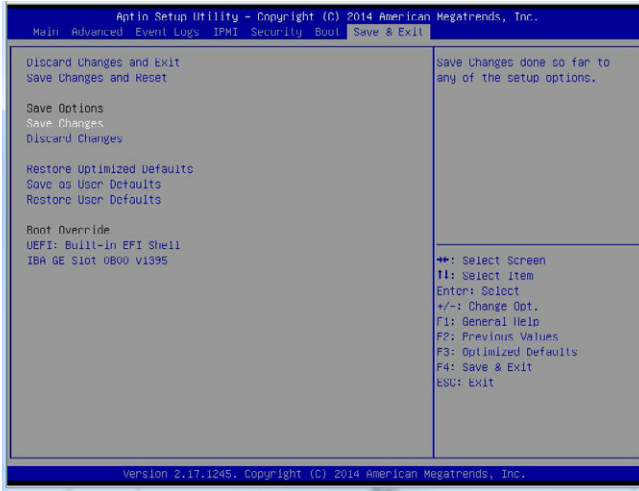 Aptio Setup Utility – Copyright (C) 2014 American Megatrends, Inc.
Main Advanced Event Logs IPMI Security Boot Save & Exit
Discard Changes and Exit
Save Changes and Reset
Save Options
Save Changes
Discard Changes
Restore Optimized Defaults
Save as User Defaults
Restore User Defaults
Boot Override
UEFI: Built-in EFI Shell
IBA GE Slot 0B00 v1395
Save Changes done so far to
any of the setup options.
→←: Select Screen
↑↓: Select Item
Enter: Select
+/-: Change Opt.
F1: General Help
F2: Previous Values
F3: Optimized Defaults
F4: Save & Exit
ESC: Exit
Version 2.17.1245. Copyright (C) 2014 American Megatrends, Inc.